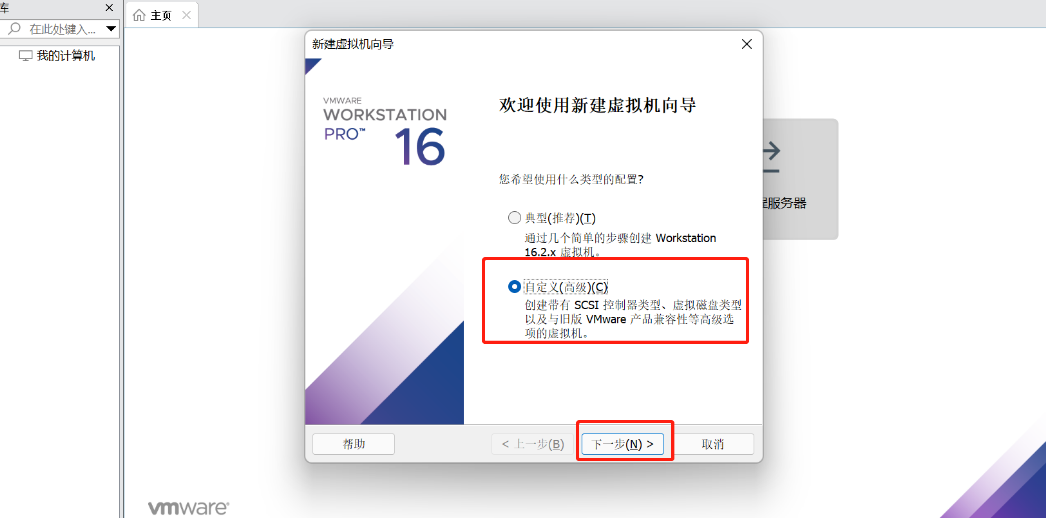 库
主页
在此处键入...
我的计算机
新建虚拟机向导
VMWARE
WORKSTATION
PRO™ 16
欢迎使用新建虚拟机向导
您希望使用什么类型的配置?
典型(推荐)(T)
通过几个简单的步骤创建 Workstation
16.2.x 虚拟机。
自定义(高级)(C)
创建带有 SCSI 控制器类型、虚拟磁盘类型
以及与旧版 VMware 产品兼容性等高级选
项的虚拟机。
服务器
帮助
< 上一步(B)
下一步(N) >
取消
vmware®